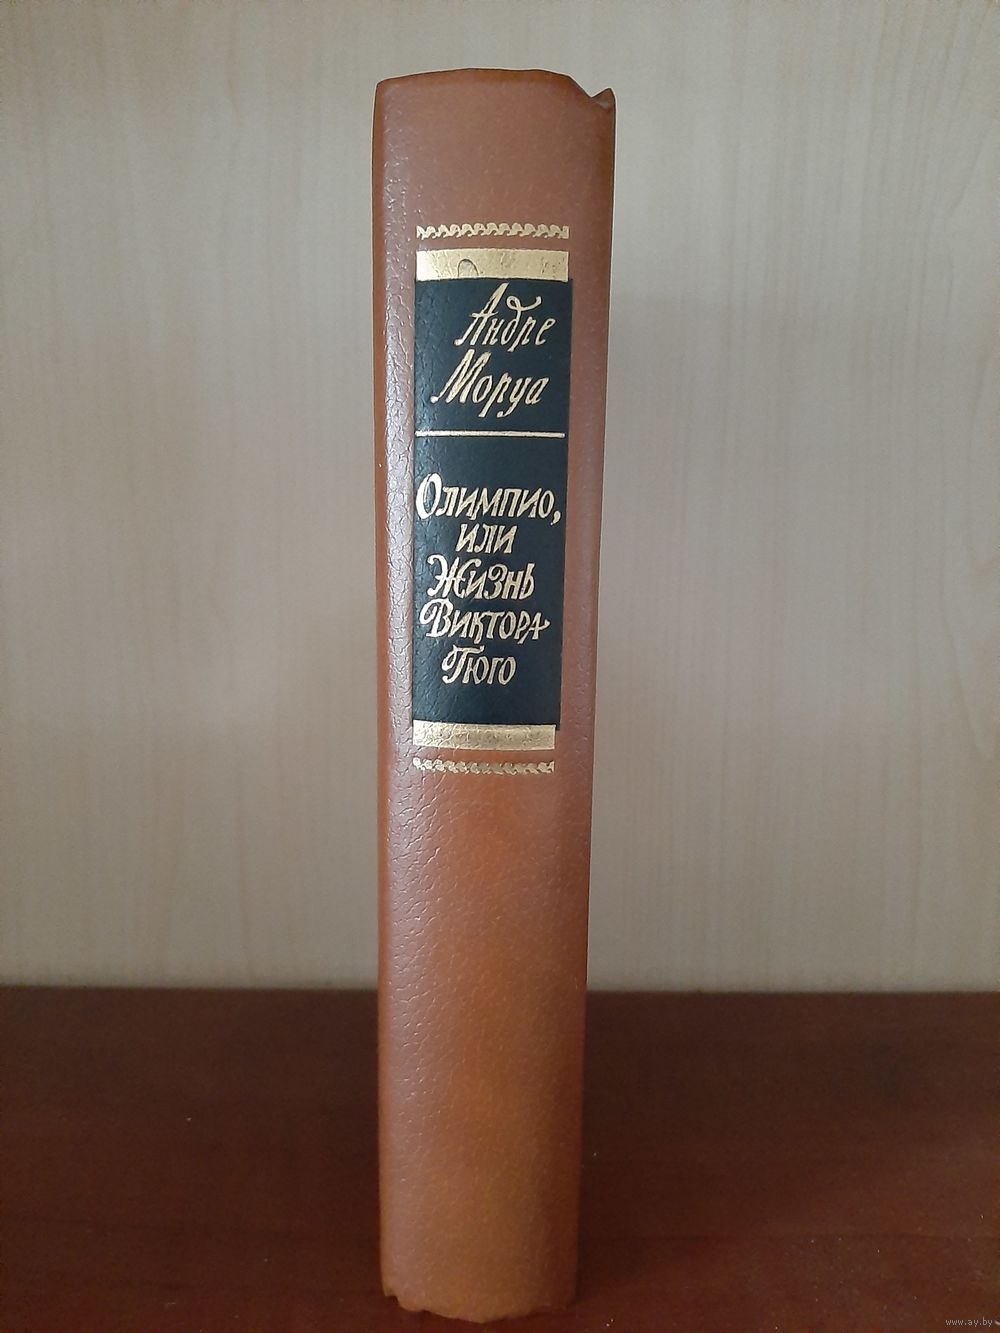 Андре
Моруа
Олимпио,
или
Жизнь
Виктора
Гюго
www.ay.by